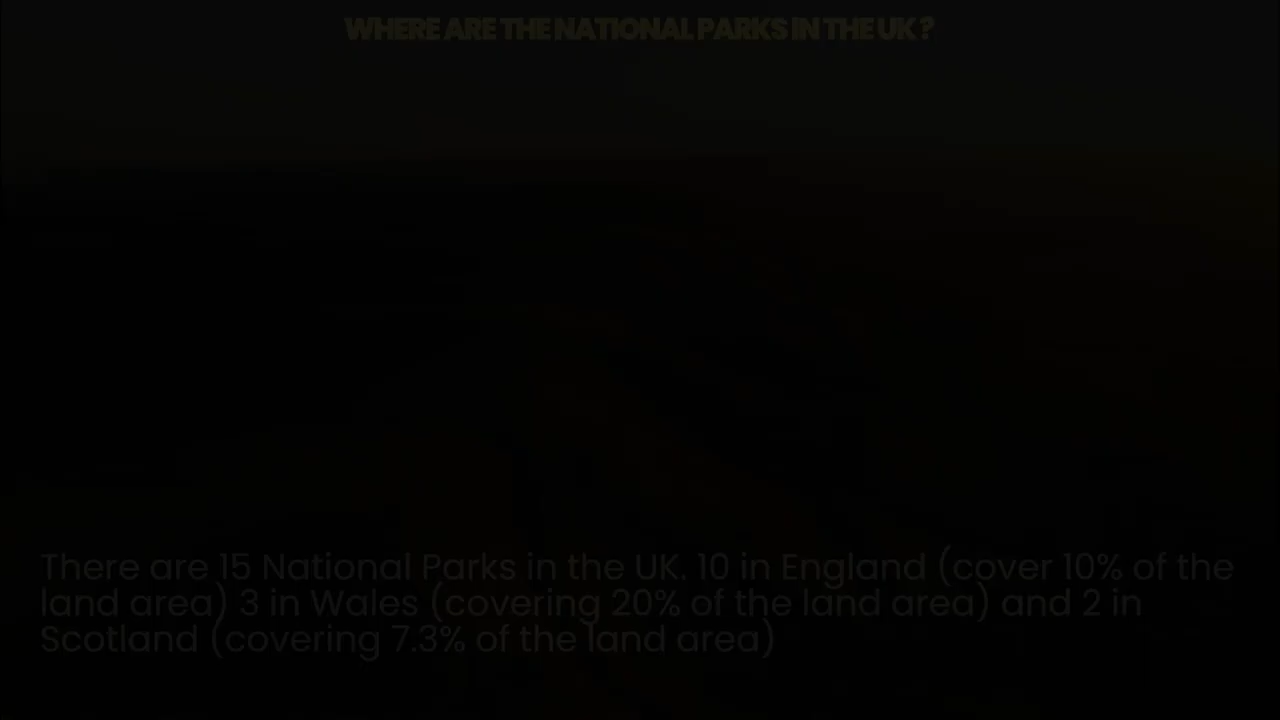 WHERE ARE THE NATIONAL PARKS IN THE UK?
There are 15 National Parks in the UK. 10 in England (cover 10% of the
land area) 3 in Wales (covering 20% of the land area) and 2 in
Scotland (covering 7.3% of the land area)